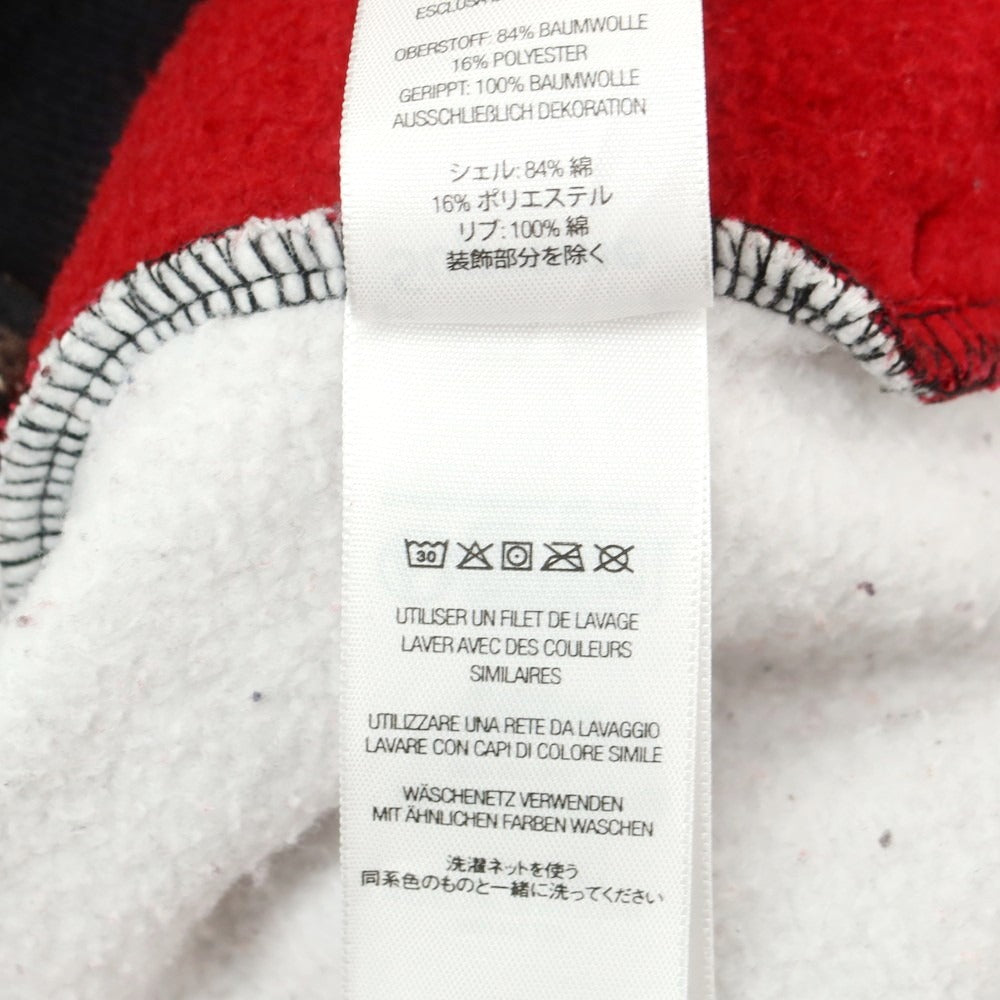 OBERSTOFF: 84% BAUMWOLLE
16% POLYESTER
GERIPPT: 100% BAUMWOLLE
AUSSCHLIEßLICH DEKORATION
シェル: 84% 綿
16% ポリエステル
リブ: 100% 綿
装飾部分を除く
30
UTILISER UN FILET DE LAVAGE
LAVER AVEC DES COULEURS
SIMILAIRES
UTILIZZARE UNA RETE DA LAVAGGIO
LAVARE CON CAPI DI COLORE SIMILE
WÄSCHENETZ VERWENDEN
MIT ÄHNLICHEN FARBEN WASCHEN
洗濯ネットを使う
同系色のものと一緒に洗ってください